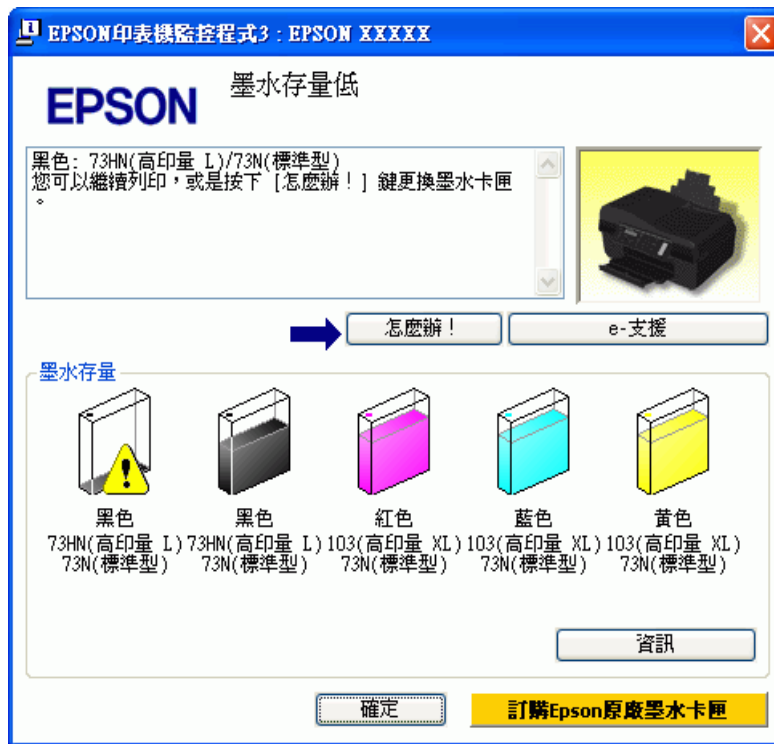 EPSON印表機監控程式3 : EPSON XXXXX
EPSON
墨水存量低
黑色: 73HN(高印量 L)/73N(標準型)
您可以繼續列印，或是按下 [怎麼辦！] 鍵更換墨水卡匣
。
怎麼辦！
e-支援
墨水存量
黑色 黑色 紅色 藍色 黃色
73HN(高印量 L) 73HN(高印量 L) 103(高印量 XL) 103(高印量 XL) 103(高印量 XL)
73N(標準型) 73N(標準型) 73N(標準型) 73N(標準型) 73N(標準型)
資訊
確定
訂購Epson原廠墨水卡匣